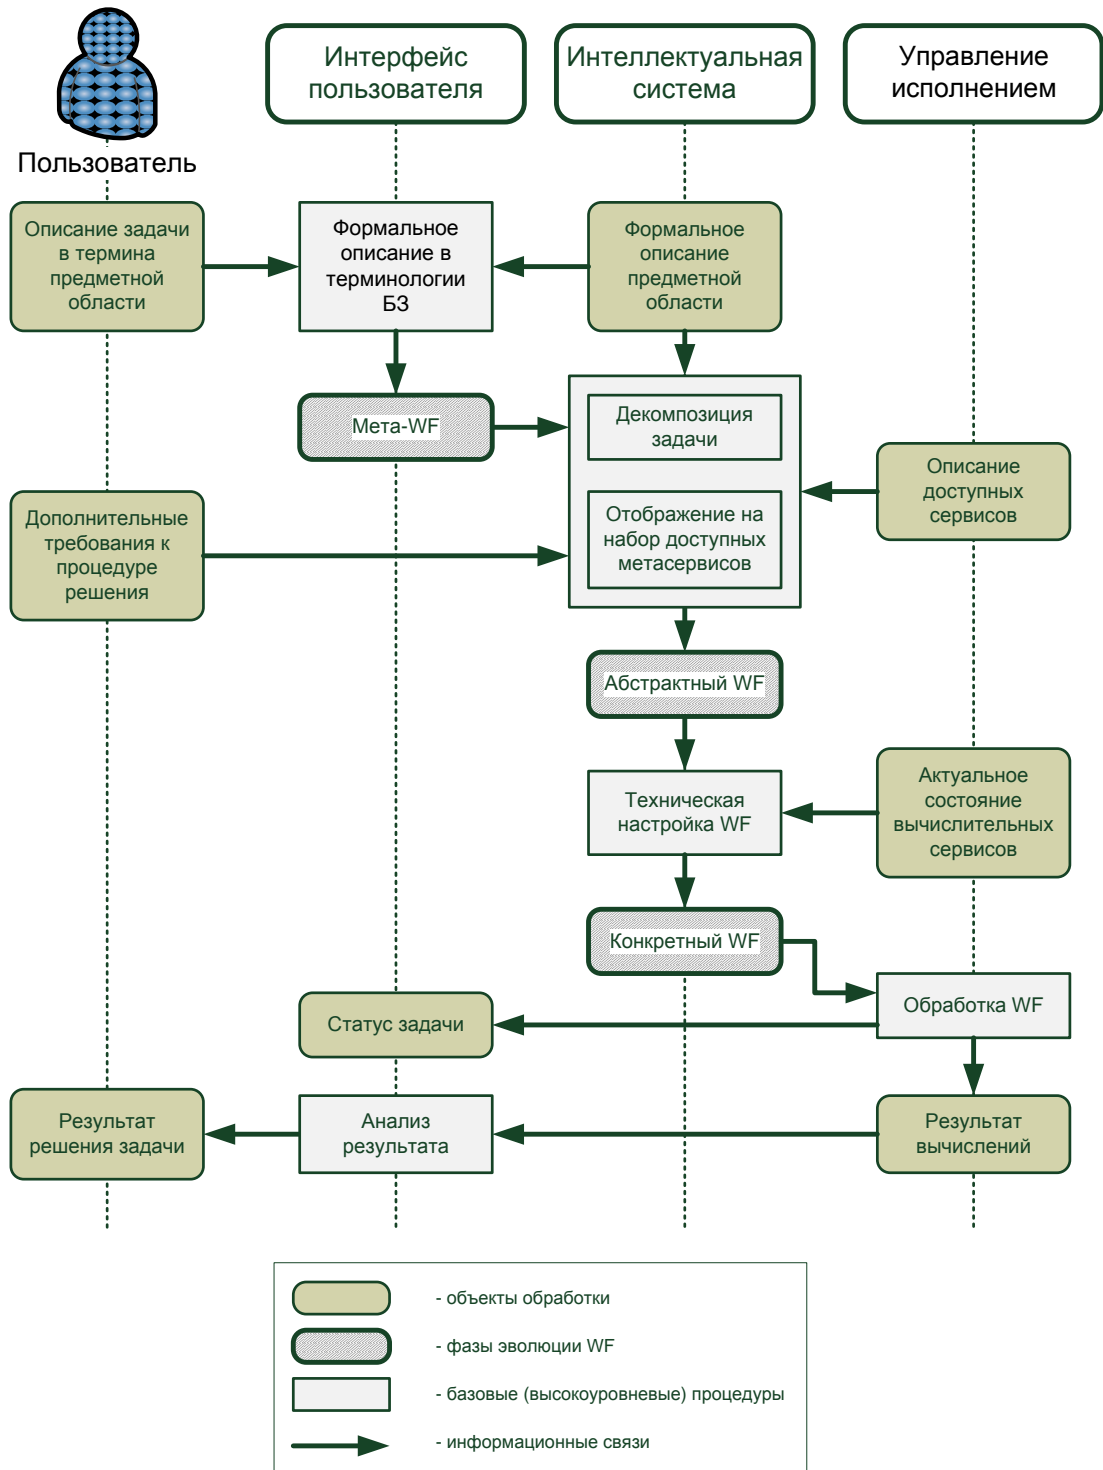 Пользователь
Интерфейс
пользователя
Интеллектуальная
система
Управление
исполнением
Описание задачи
в термина
предметной
области
Формальное
описание в
терминологии
БЗ
Формальное
описание
предметной
области
Мета-WF
Декомпозиция
задачи
Описание
доступных
сервисов
Дополнительные
требования к
процедуре
решения
Отображение на
набор доступных
метасервисов
Абстрактный WF
Техническая
настройка WF
Актуальное
состояние
вычислительных
сервисов
Конкретный WF
Обработка WF
Статус задачи
Результат
решения задачи
Анализ
результата
Результат
вычислений
- объекты обработки
- фазы эволюции WF
- базовые (высокоуровневые) процедуры
- информационные связи